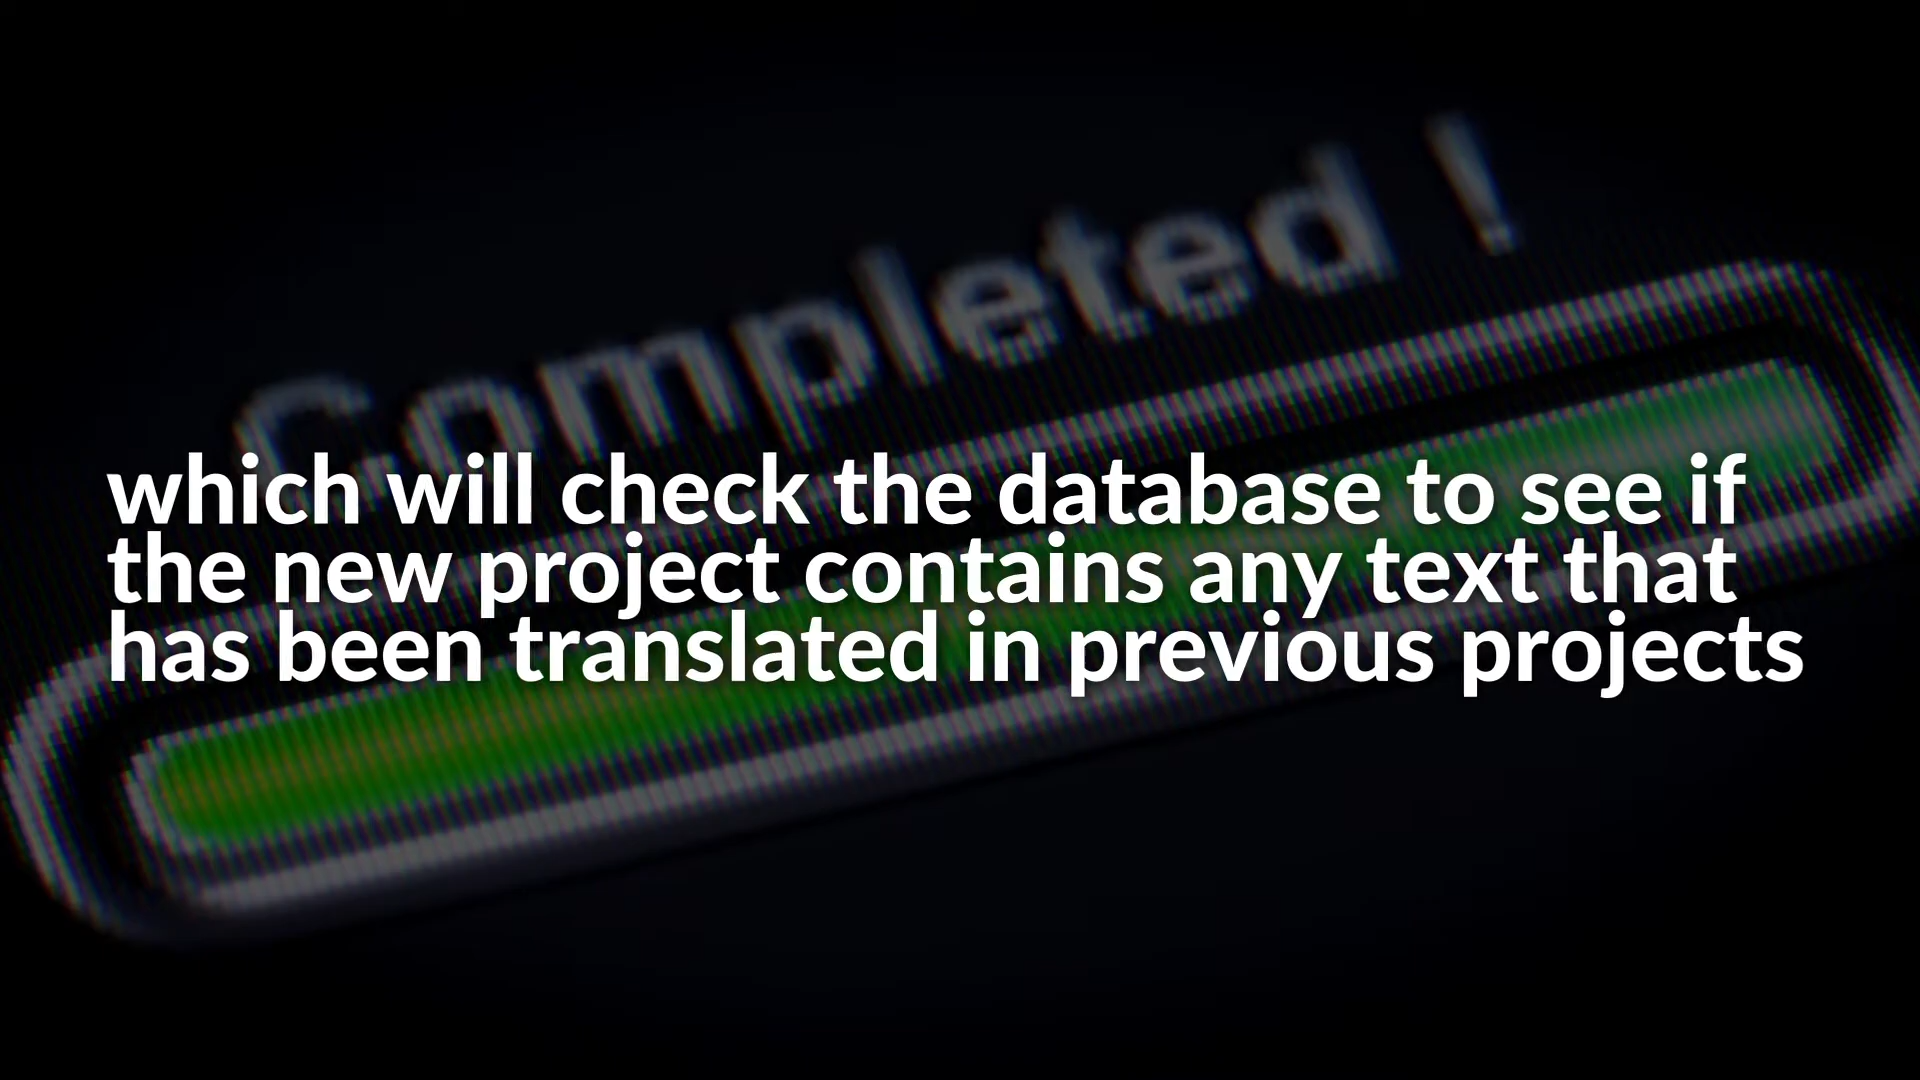 Completed !
which will check the database to see if
the new project contains any text that
has been translated in previous projects